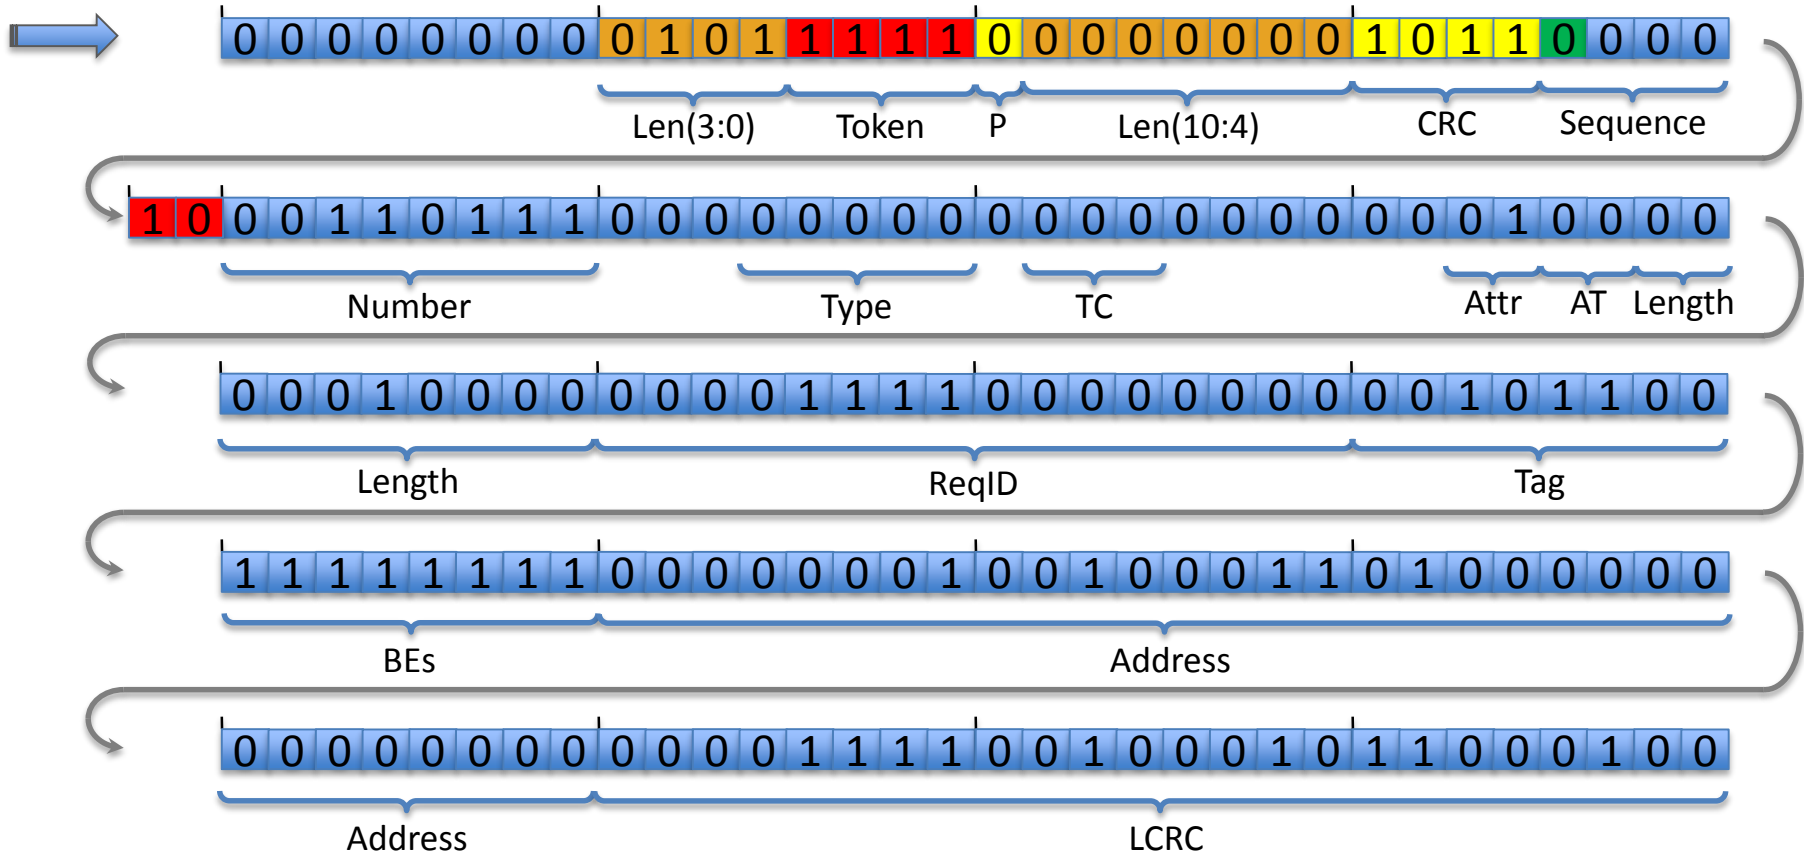 0 0 0 0 0 0 0 0 0 1 0 1 1 1 1 1 0 0 0 0 0 0 0 0 1 0 1 1 0 0 0 0
Len(3:0) Token P Len(10:4) CRC Sequence
1 0 0 0 1 1 0 1 1 1 0 0 0 0 0 0 0 0 0 0 0 0 0 0 0 0 0 0 0 1 0 0 0 0
Number Type TC Attr AT Length
0 0 0 1 0 0 0 0 0 0 0 0 1 1 1 1 0 0 0 0 0 0 0 0 0 0 1 0 1 1 0 0
Length ReqID Tag
1 1 1 1 1 1 1 1 0 0 0 0 0 0 0 1 0 0 1 0 0 0 1 1 0 1 0 0 0 0 0 0
BEs Address
0 0 0 0 0 0 0 0 0 0 0 0 1 1 1 1 0 0 1 0 0 0 1 0 1 1 0 0 0 1 0 0
Address LCRC